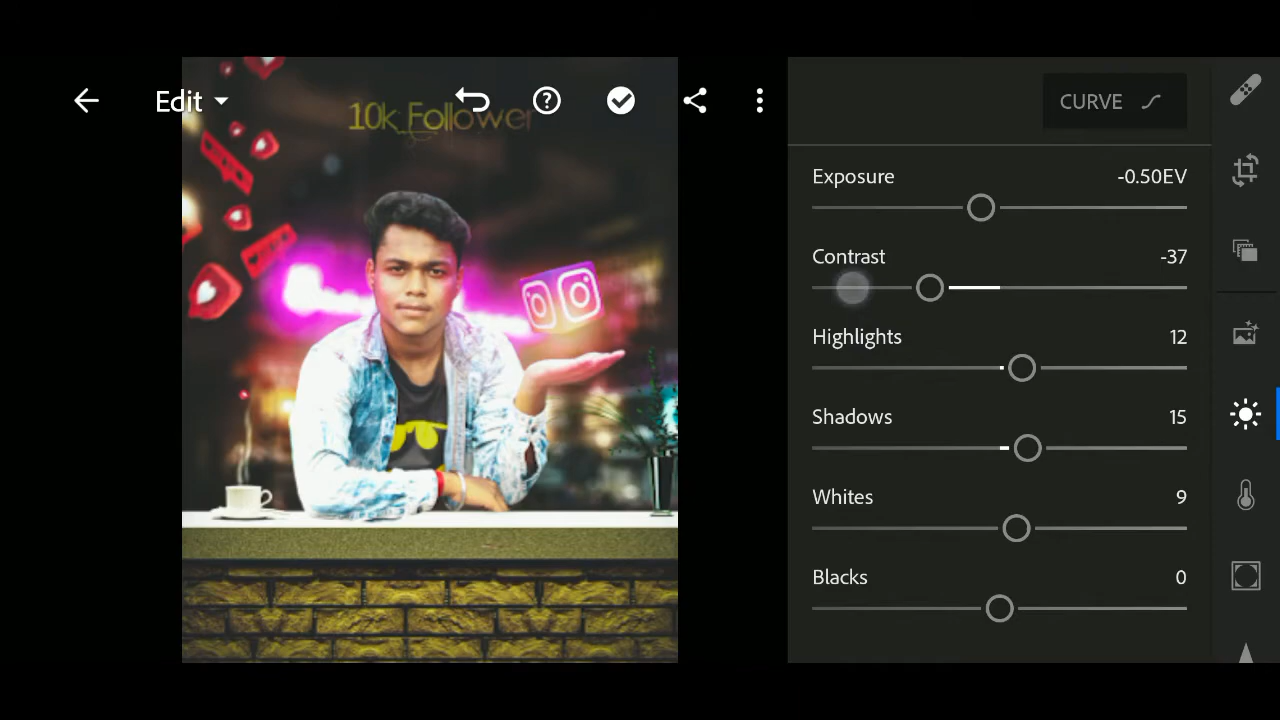 Edit
10k Follower
CURVE
Exposure -0.50EV
Contrast -37
Highlights 12
Shadows 15
Whites 9
Blacks 0